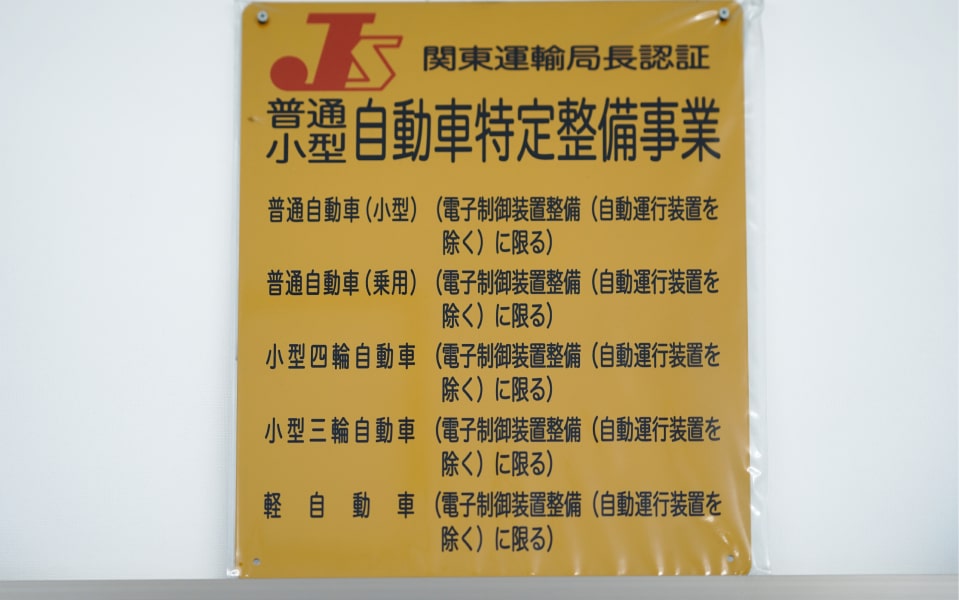 JS 関東運輸局長認証
普通 小型 自動車特定整備事業
普通自動車(小型) (電子制御装置整備(自動運行装置を
除く)に限る)
普通自動車(乗用) (電子制御装置整備(自動運行装置を
除く)に限る)
小型四輪自動車 (電子制御装置整備(自動運行装置を
除く)に限る)
小型三輪自動車 (電子制御装置整備(自動運行装置を
除く)に限る)
軽自動車 (電子制御装置整備(自動運行装置を
除く)に限る)